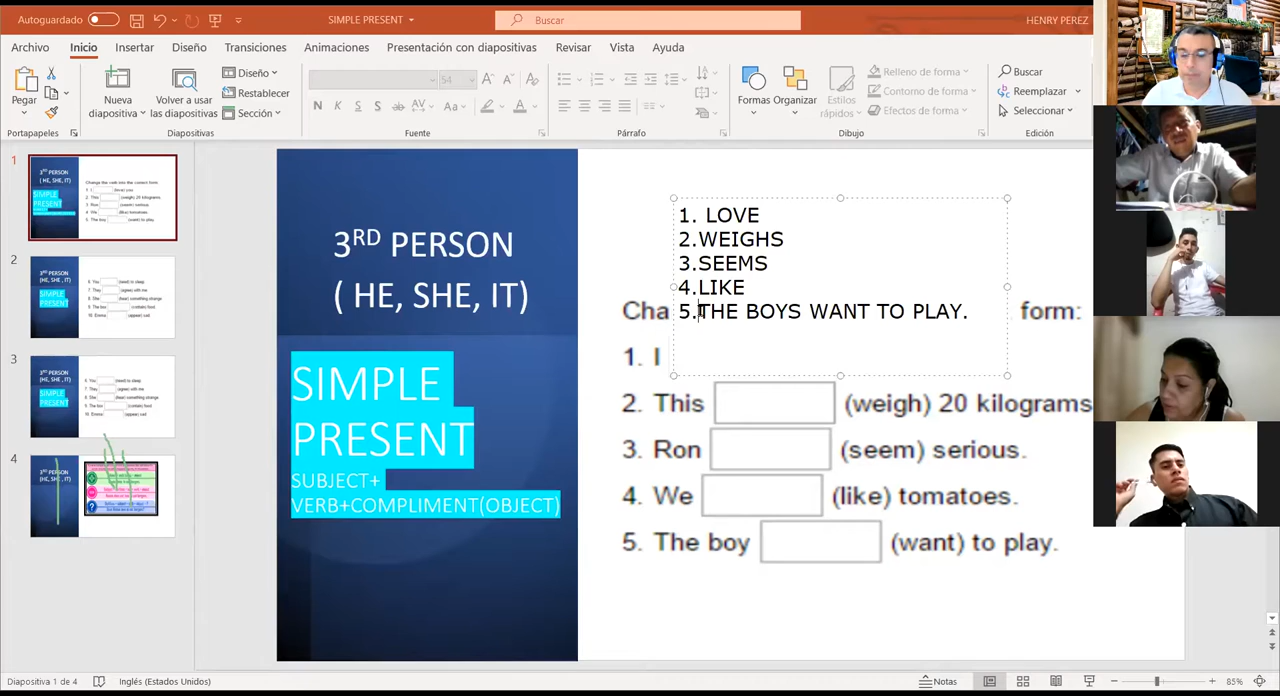 Autoguardado
SIMPLE PRESENT
Buscar
HENRY PEREZ
Archivo Inicio Insertar Diseño Transiciones Animaciones Presentación con diapositivas Revisar Vista Ayuda
Pegar
Nueva diapositiva
Volver a usar las diapositivas
Diseño
Restablecer
Sección
54
Formas Organizar Estilos rápidos
Relleno de forma
Contorno de forma
Efectos de forma
Buscar
Reemplazar
Seleccionar
Portapapeles Diapositivas Fuente Párrafo Dibujo Edición
1
2
3
4
3RD PERSON
( HE, SHE, IT)
SIMPLE
PRESENT
SUBJECT+
VERB+COMPLIMENT(OBJECT)
1. LOVE
2.WEIGHS
3.SEEMS
4.LIKE
5.THE BOYS WANT TO PLAY.
Cha form:
1. I
2. This (weigh) 20 kilograms
3. Ron (seem) serious.
4. We (like) tomatoes.
5. The boy (want) to play.
Diapositiva 1 de 4 Inglés (Estados Unidos) Notas 85%